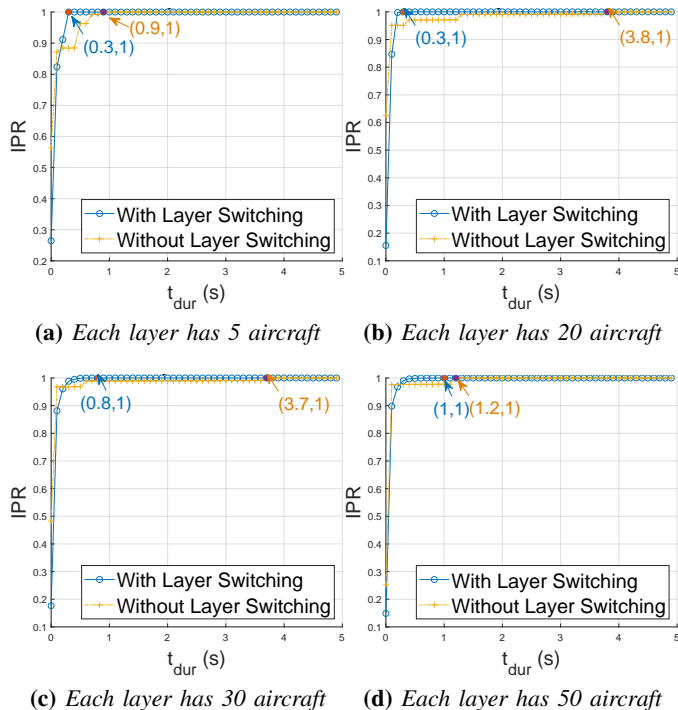 1
0.9
0.8
0.7
0.6
0.5
0.4
0.3
0.2
IPR
(0.3,1)
(0.9,1)
With Layer Switching
Without Layer Switching
0 1 2 3 4 5
t_dur (s)
(a) Each layer has 5 aircraft
1
0.9
0.8
0.7
0.6
0.5
0.4
0.3
0.2
0.1
IPR
(0.3,1)
(3.8,1)
With Layer Switching
Without Layer Switching
0 1 2 3 4 5
t_dur (s)
(b) Each layer has 20 aircraft
1
0.9
0.8
0.7
0.6
0.5
0.4
0.3
0.2
0.1
IPR
(0.8,1)
(3.7,1)
With Layer Switching
Without Layer Switching
0 1 2 3 4 5
t_dur (s)
(c) Each layer has 30 aircraft
1
0.9
0.8
0.7
0.6
0.5
0.4
0.3
0.2
0.1
IPR
(1,1)
(1.2,1)
With Layer Switching
Without Layer Switching
0 1 2 3 4 5
t_dur (s)
(d) Each layer has 50 aircraft